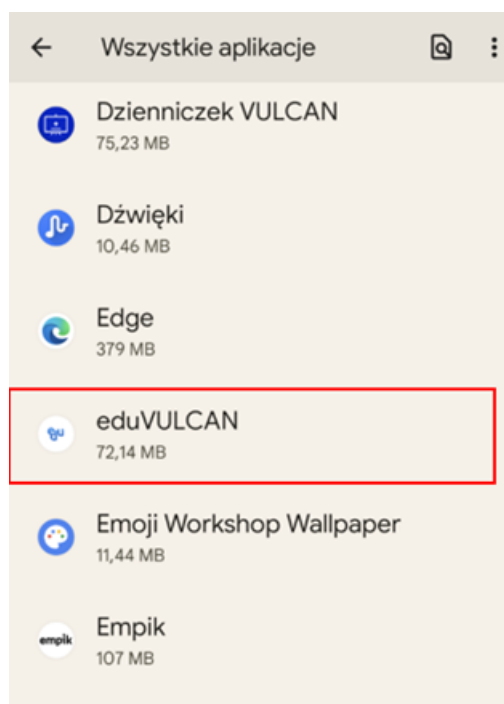 Wszystkie aplikacje
Dzienniczek VULCAN
75,23 MB
Dźwięki
10,46 MB
Edge
379 MB
eduVULCAN
72,14 MB
Emoji Workshop Wallpaper
11,44 MB
empik
Empik
107 MB